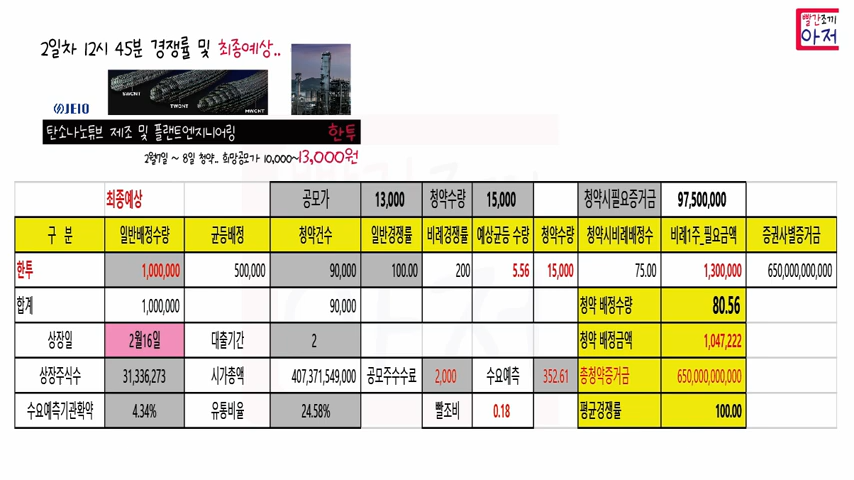 빨간조끼
아저
2일차 12시 45분 경쟁률 및 최종예상..
SWCNT
TWCNT
MWCNT
JEIO
탄소나노튜브 제조 및 플랜트엔지니어링 한투
2월7일 ~ 8일 청약.. 희망공모가 10,000~13,000원
최종예상 공모가 13,000 청약수량 15,000 청약시필요증거금 97,500,000
구 분 일반배정수량 균등배정 청약건수 일반경쟁률 비례경쟁률 예상균등 수량 청약수량 청약시비례배정수 비례1주_필요금액 증권사별증거금
한투 1,000,000 500,000 90,000 100.00 200 5.56 15,000 75.00 1,300,000 650,000,000,000
합계 1,000,000 90,000 청약 배정수량 80.56
상장일 2월16일 대출기간 2 청약 배정금액 1,047,222
상장주식수 31,336,273 시가총액 407,371,549,000 공모주수수료 2,000 수요예측 352.61 총청약증거금 650,000,000,000
수요예측기관확약 4.34% 유통비율 24.58% 빨조비 0.18 평균경쟁률 100.00